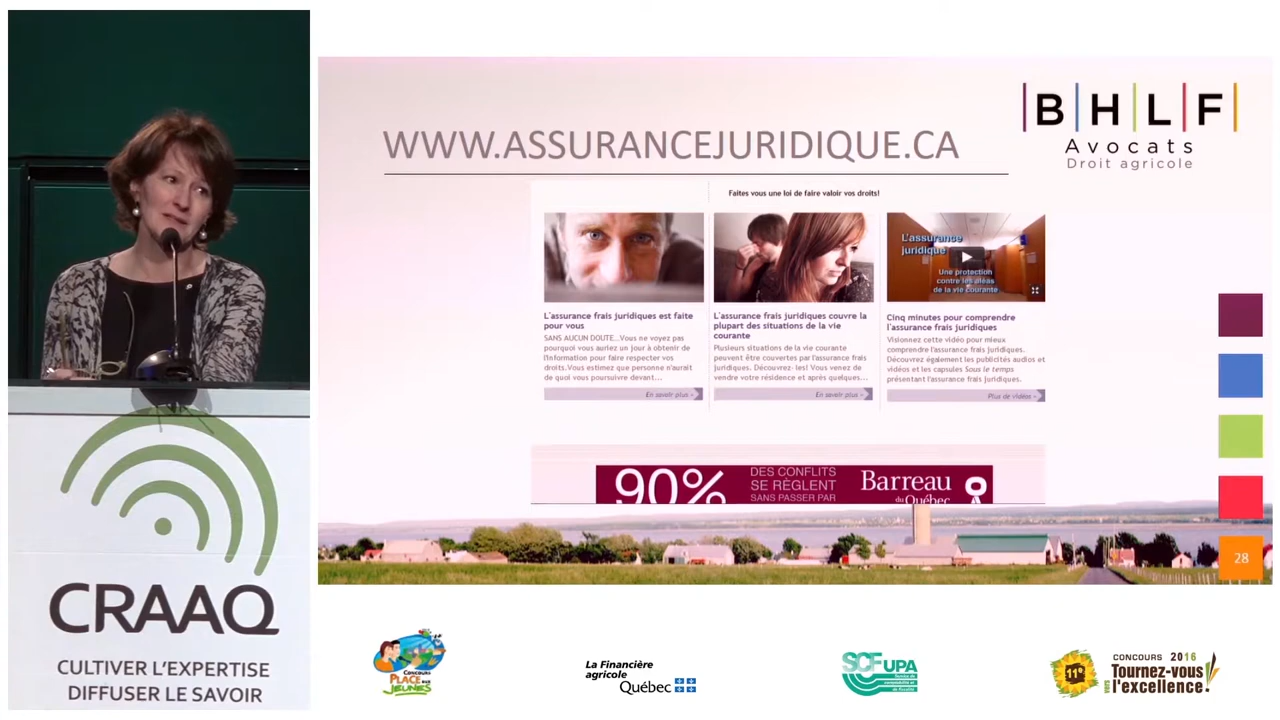 WWW.ASSURANCEJURIDIQUE.CA
BHLF
Avocats
Droit agricole
Faites vous une loi de faire valoir vos droits!
L'assurance frais juridiques est faite
pour vous
SANS AUCUN DOUTE...Vous ne voyez pas
pourquoi vous auriez un jour à obtenir de
l'information pour faire respecter vos
droits.Vous estimez que personne n'aurait
de quoi vous poursuivre devant...
En savoir plus »
L'assurance frais juridiques couvre la
plupart des situations de la vie
courante
Plusieurs situations de la vie courante
peuvent être couvertes par l'assurance frais
juridiques. Découvrez- les! Vous venez de
vendre votre résidence et après quelques...
En savoir plus »
L'assurance
juridique
Une protection
contre les aléas
de la vie courante
Cinq minutes pour comprendre
l'assurance frais juridiques
Visionnez cette vidéo pour mieux
comprendre l'assurance frais juridiques.
Découvrez également les publicités audios et
vidéos et les capsules Sous le temps
présentant l'assurance frais juridiques.
Plus de vidéos »
90%
DES CONFLITS
SE RÈGLENT
SANS PASSER PAR
Barreau
du Québec
28
CRAAQ
CULTIVER L'EXPERTISE
DIFFUSER LE SAVOIR
Concours
PLACE aux
JEUNES
La Financière
agricole
Québec
SCF UPA
Service de
comptabilité et
de fiscalité
11e
CONCOURS 2016
Tournez-vous
vers l'excellence!